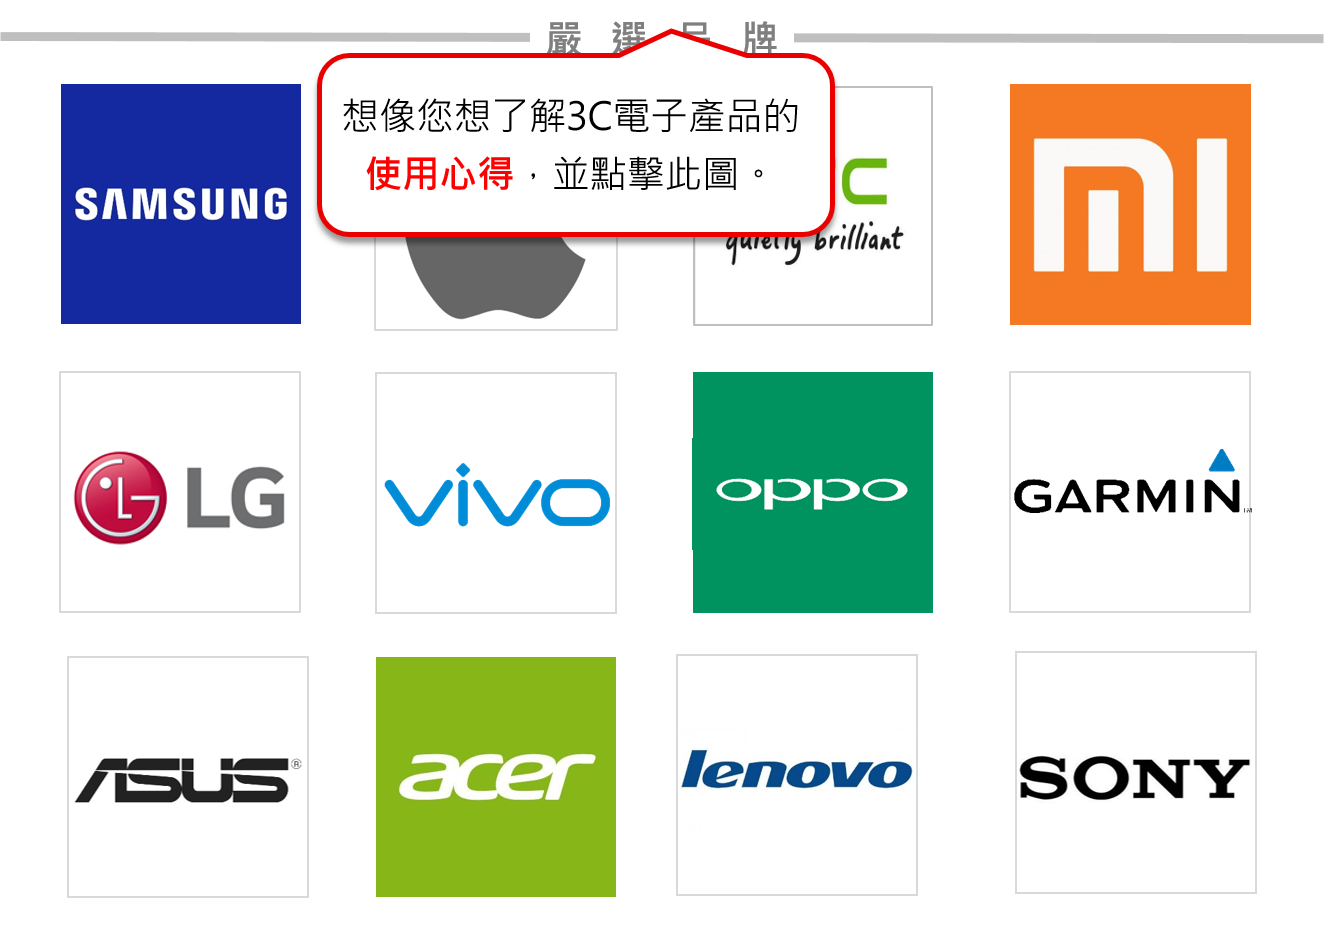 嚴選品牌
想像您想了解3C電子產品的
使用心得，並點擊此圖。
SAMSUNG
C
quietly brilliant
mi
LG
vivo
oppo
GARMIN
ASUS®
acer
lenovo
SONY